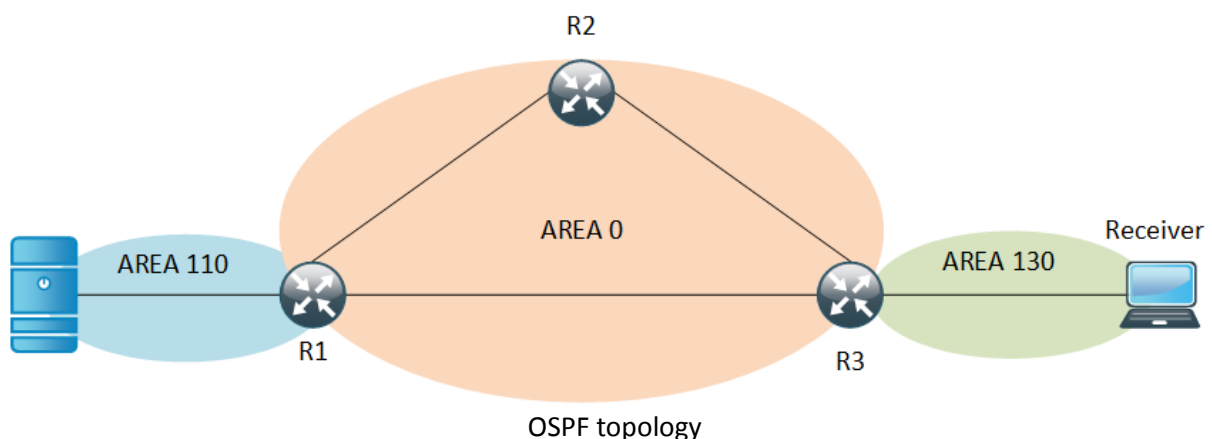 R2
AREA 0
Receiver
AREA 110
AREA 130
R1
R3
OSPF topology